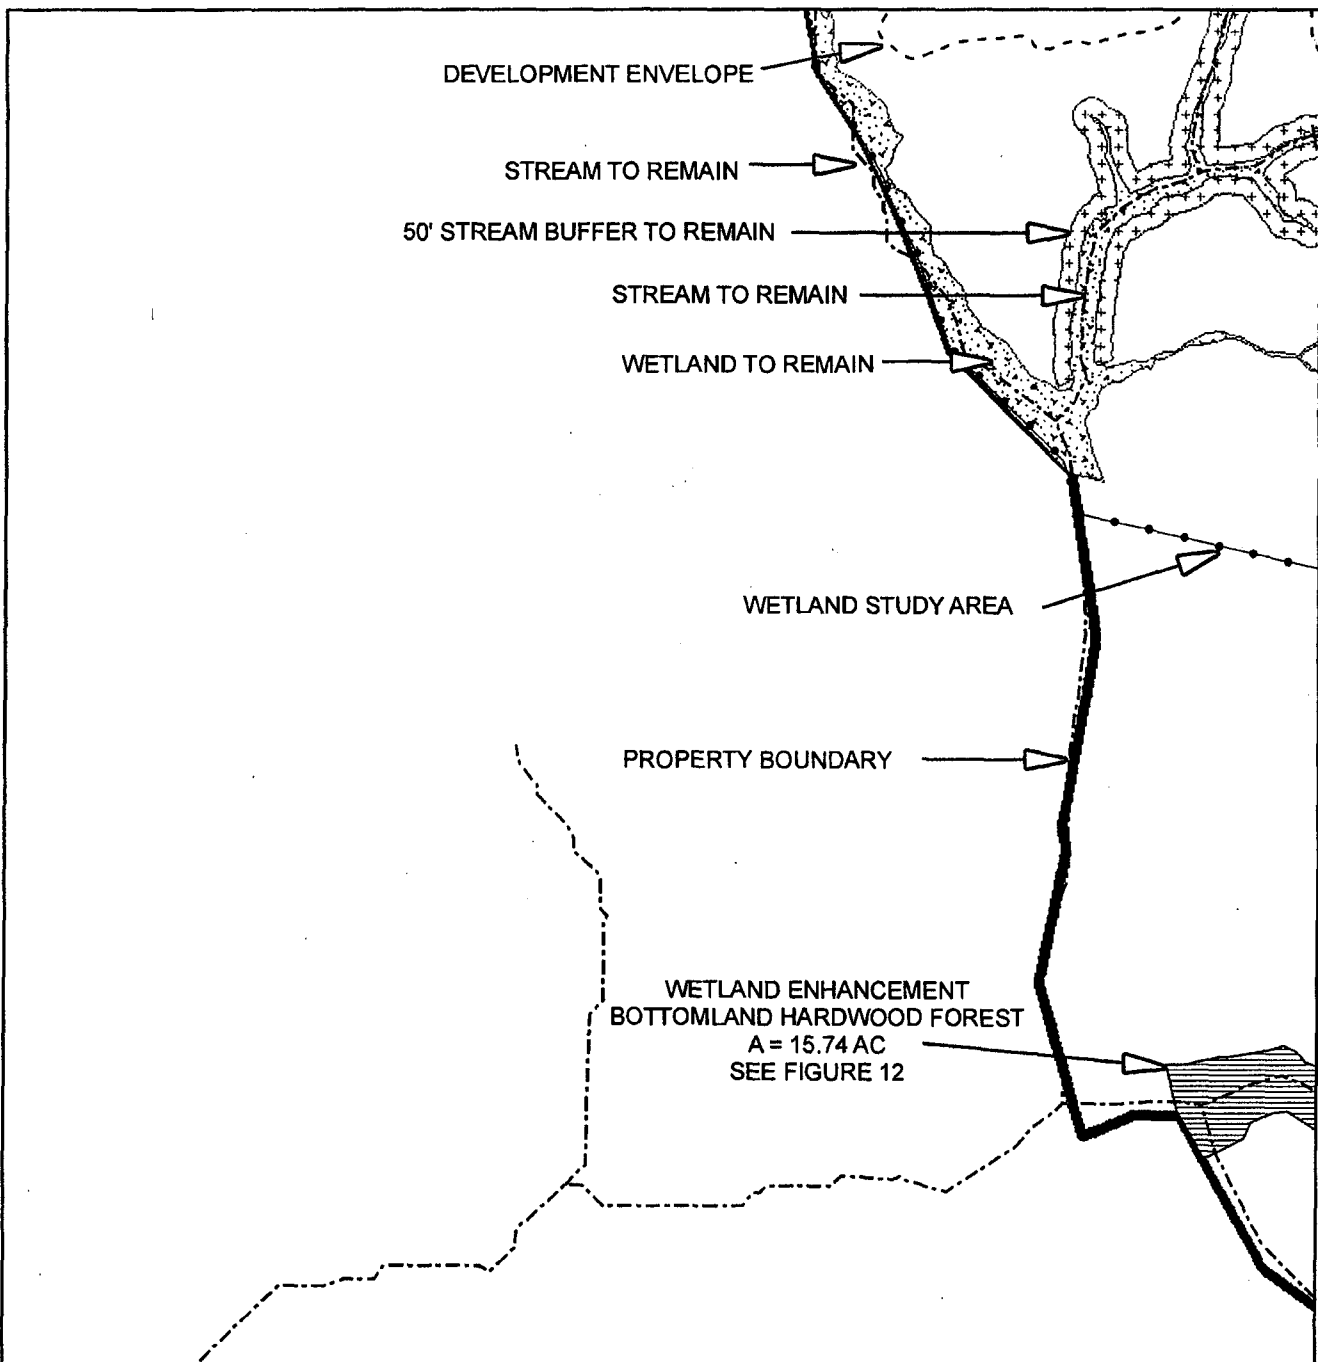 DEVELOPMENT ENVELOPE
STREAM TO REMAIN
50' STREAM BUFFER TO REMAIN
STREAM TO REMAIN
WETLAND TO REMAIN
WETLAND STUDY AREA
PROPERTY BOUNDARY
WETLAND ENHANCEMENT
BOTTOMLAND HARDWOOD FOREST
A = 15.74 AC
SEE FIGURE 12